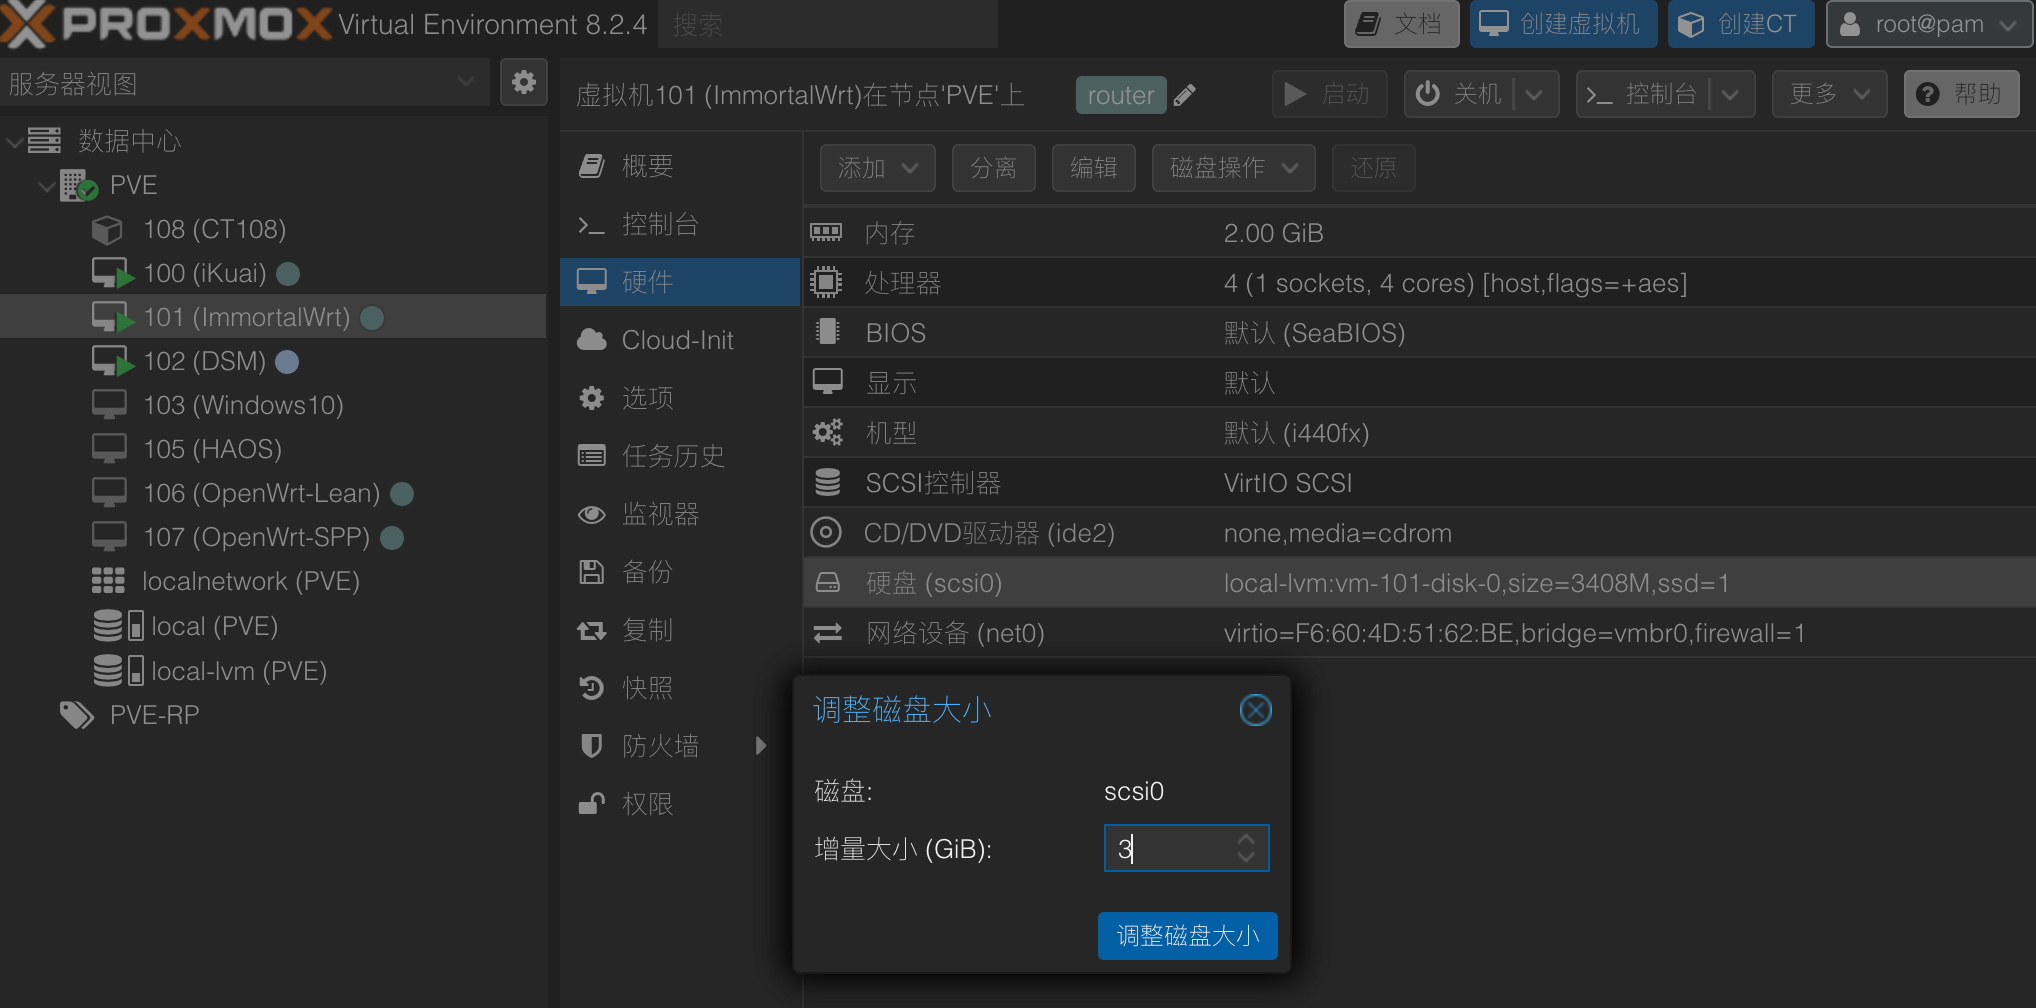 PROXMOX Virtual Environment 8.2.4
搜索
文档
创建虚拟机
创建CT
root@pam
服务器视图
数据中心
PVE
108 (CT108)
100 (iKuai)
101 (ImmortalWrt)
102 (DSM)
103 (Windows10)
105 (HAOS)
106 (OpenWrt-Lean)
107 (OpenWrt-SPP)
localnetwork (PVE)
local (PVE)
local-lvm (PVE)
PVE-RP
虚拟机101 (ImmortalWrt)在节点'PVE'上
router
启动
关机
控制台
更多
帮助
概要
控制台
硬件
Cloud-Init
选项
任务历史
监视器
备份
复制
快照
防火墙
权限
添加
分离
编辑
磁盘操作
还原
内存 2.00 GiB
处理器 4 (1 sockets, 4 cores) [host,flags=+aes]
BIOS 默认 (SeaBIOS)
显示 默认
机型 默认 (i440fx)
SCSI控制器 VirtIO SCSI
CD/DVD驱动器 (ide2) none,media=cdrom
硬盘 (scsi0) local-lvm:vm-101-disk-0,size=3408M,ssd=1
网络设备 (net0) virtio=F6:60:4D:51:62:BE,bridge=vmbr0,firewall=1
调整磁盘大小
磁盘: scsi0
增量大小 (GiB): 3
调整磁盘大小